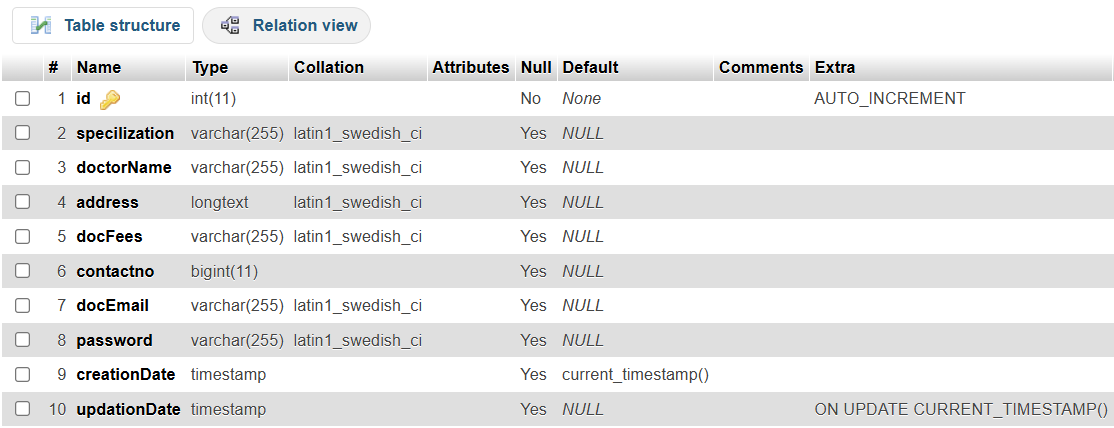 Table structure Relation view
# Name Type Collation Attributes Null Default Comments Extra
1 id int(11) No None AUTO_INCREMENT
2 specilization varchar(255) latin1_swedish_ci Yes NULL
3 doctorName varchar(255) latin1_swedish_ci Yes NULL
4 address longtext latin1_swedish_ci Yes NULL
5 docFees varchar(255) latin1_swedish_ci Yes NULL
6 contactno bigint(11) Yes NULL
7 docEmail varchar(255) latin1_swedish_ci Yes NULL
8 password varchar(255) latin1_swedish_ci Yes NULL
9 creationDate timestamp Yes current_timestamp()
10 updationDate timestamp Yes NULL ON UPDATE CURRENT_TIMESTAMP()